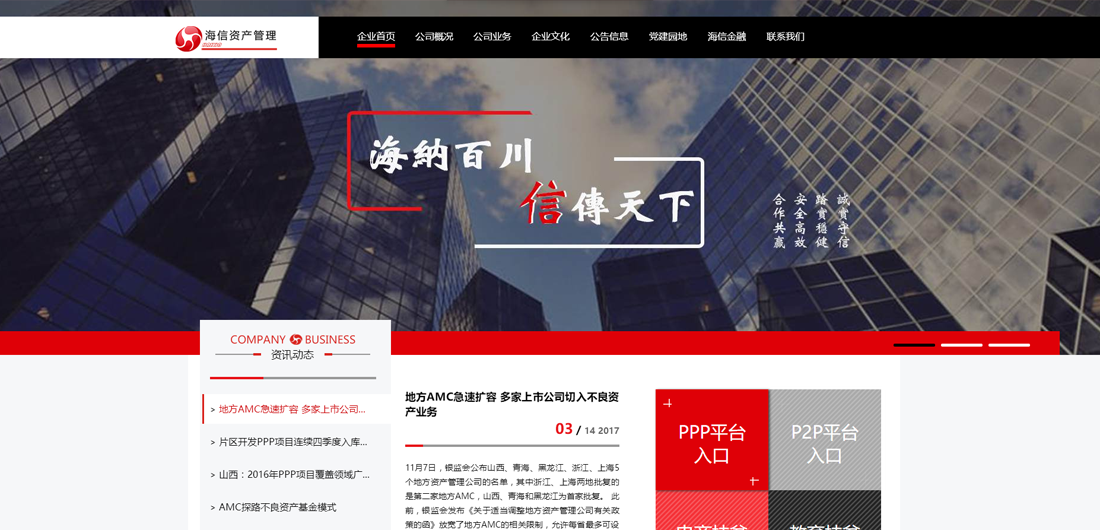 海信资产管理
企业首页 公司概况 公司业务 企业文化 公告信息 党建园地 海信金融 联系我们
海納百川
信傳天下
誠實守信
踏實穩健
安全高效
合作共赢
COMPANY BUSINESS
资讯动态
> 地方AMC急速扩容 多家上市公司...
> 片区开发PPP项目连续四季度入库...
> 山西：2016年PPP项目覆盖领域广...
> AMC探路不良资产基金模式
地方AMC急速扩容 多家上市公司切入不良资
产业务
03 / 14 2017
11月7日，银监会公布山西、青海、黑龙江、浙江、上海5
个地方资产管理公司的名单，其中浙江、上海两地批复的
是第二家地方AMC，山西、青海和黑龙江为首家批复。 此
前，银监会发布《关于适当调整地方资产管理公司有关政
策的函》放宽了地方AMC的相关限制，允许每省最多可设
PPP平台
入口
P2P平台
入口